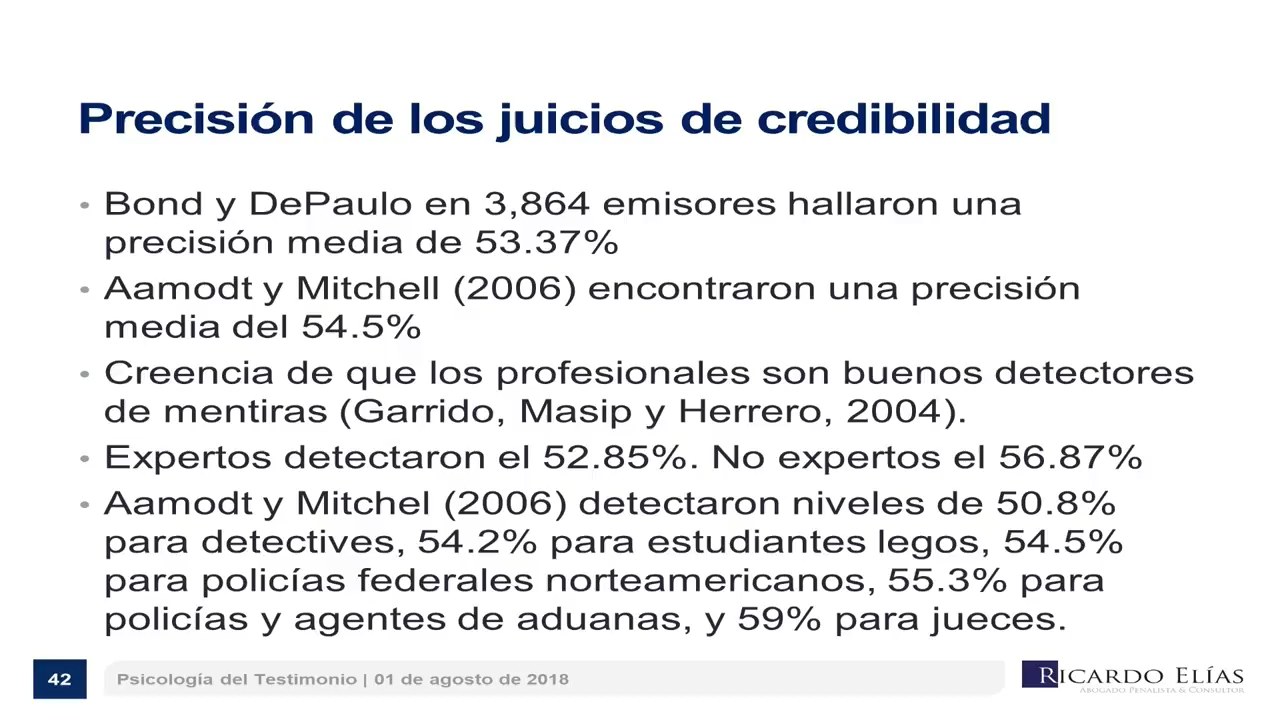 Precisión de los juicios de credibilidad
• Bond y DePaulo en 3,864 emisores hallaron una
precisión media de 53.37%
• Aamodt y Mitchell (2006) encontraron una precisión
media del 54.5%
• Creencia de que los profesionales son buenos detectores
de mentiras (Garrido, Masip y Herrero, 2004).
• Expertos detectaron el 52.85%. No expertos el 56.87%
• Aamodt y Mitchel (2006) detectaron niveles de 50.8%
para detectives, 54.2% para estudiantes legos, 54.5%
para policías federales norteamericanos, 55.3% para
policías y agentes de aduanas, y 59% para jueces.
42
Psicología del Testimonio | 01 de agosto de 2018
RICARDO ELÍAS
ABOGADO PENALISTA & CONSULTOR